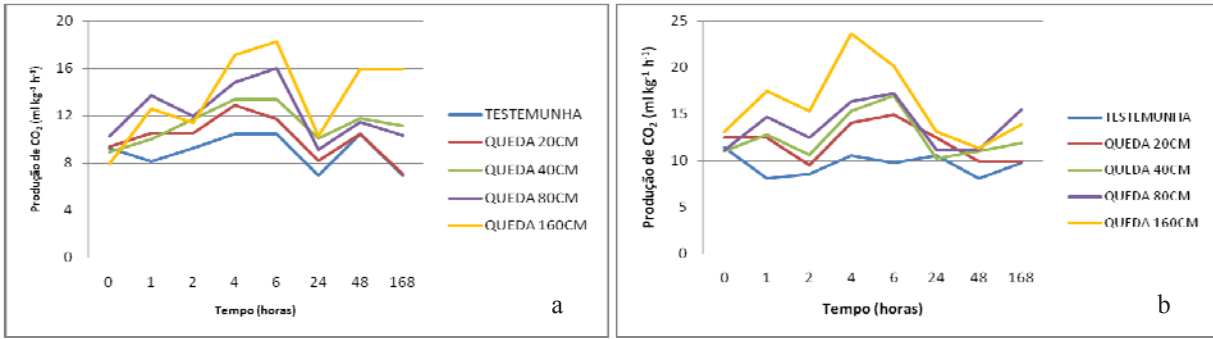 Produção de CO₂ (ml kg⁻¹ h⁻¹)
20
16
12
8
4
0
0 1 2 4 6 24 48 168
Tempo (horas)
TESTEMUNHA
QUEDA 20CM
QUEDA 40CM
QUEDA 80CM
QUEDA 160CM
a
Produção de CO₂ (ml kg⁻¹ h⁻¹)
25
20
15
10
5
0
0 1 2 4 6 24 48 168
Tempo (horas)
TESTEMUNHA
QUEDA 20CM
QUEDA 40CM
QUEDA 80CM
QUEDA 160CM
b